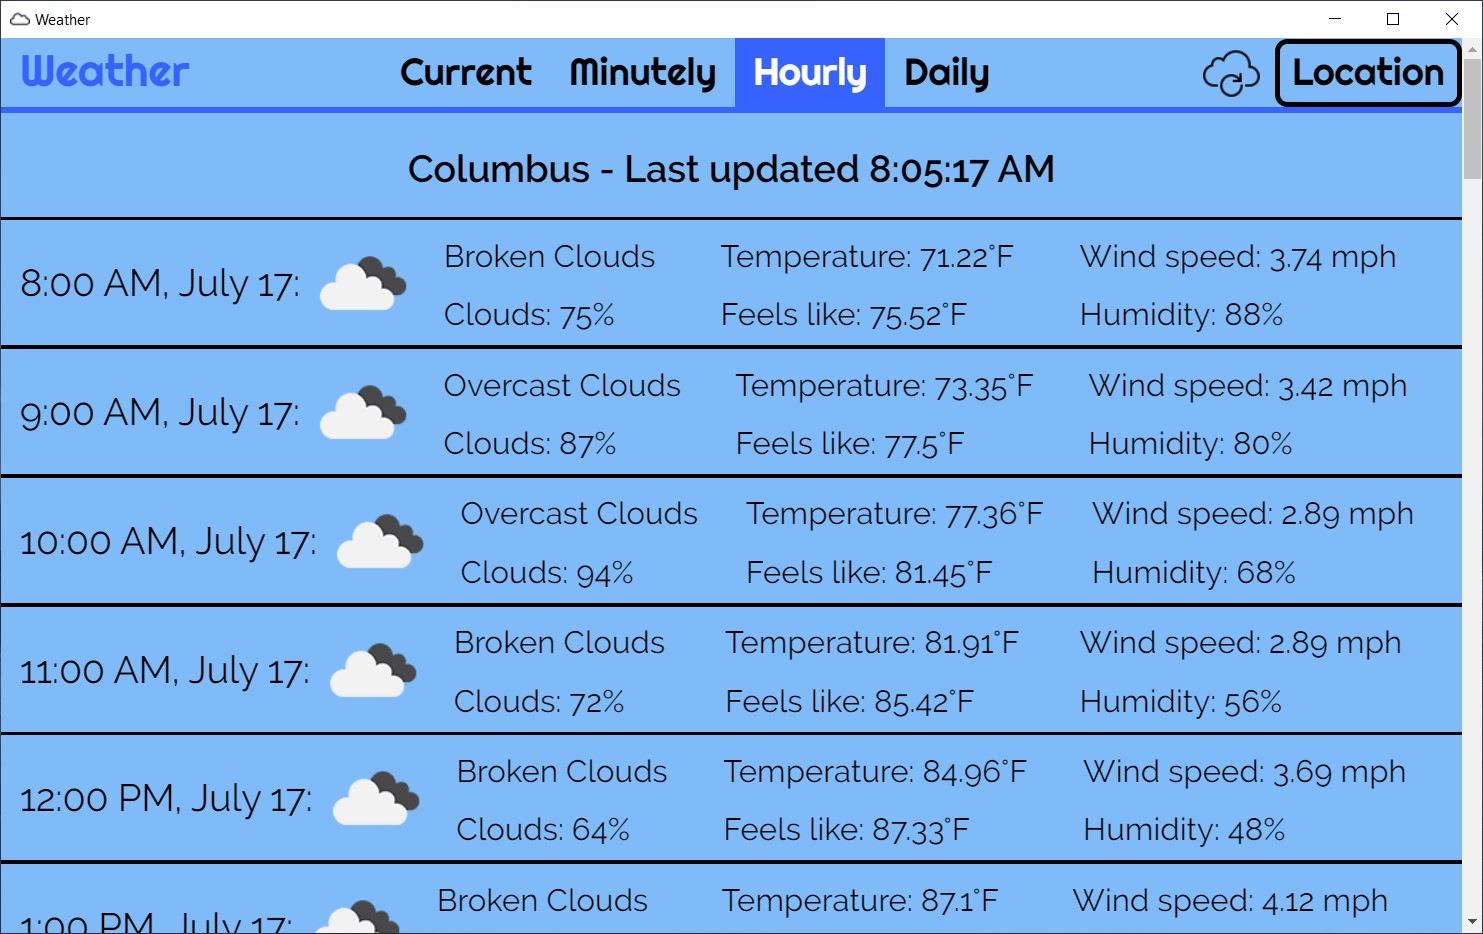 Weather
Weather Current Minutely Hourly Daily Location
Columbus - Last updated 8:05:17 AM
8:00 AM, July 17:
Broken Clouds Temperature: 71.22°F Wind speed: 3.74 mph
Clouds: 75% Feels like: 75.52°F Humidity: 88%
9:00 AM, July 17:
Overcast Clouds Temperature: 73.35°F Wind speed: 3.42 mph
Clouds: 87% Feels like: 77.5°F Humidity: 80%
10:00 AM, July 17:
Overcast Clouds Temperature: 77.36°F Wind speed: 2.89 mph
Clouds: 94% Feels like: 81.45°F Humidity: 68%
11:00 AM, July 17:
Broken Clouds Temperature: 81.91°F Wind speed: 2.89 mph
Clouds: 72% Feels like: 85.42°F Humidity: 56%
12:00 PM, July 17:
Broken Clouds Temperature: 84.96°F Wind speed: 3.69 mph
Clouds: 64% Feels like: 87.33°F Humidity: 48%
1:00 PM, July 17:
Broken Clouds Temperature: 87.1°F Wind speed: 4.12 mph